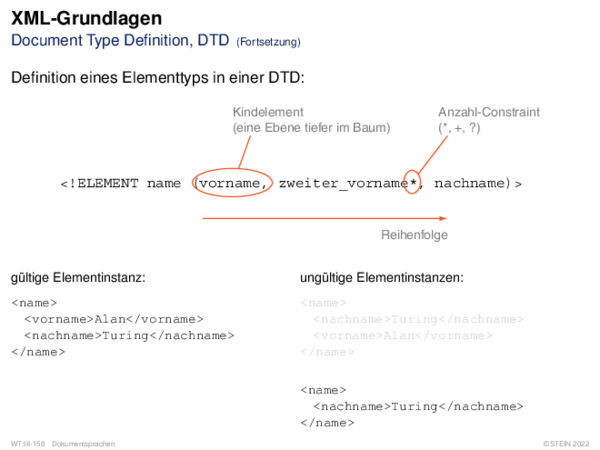 XML-Grundlagen
Document Type Definition, DTD (Fortsetzung)
Definition eines Elementtyps in einer DTD:
Kindelement
(eine Ebene tiefer im Baum)
Anzahl-Constraint
(*, +, ?)
<!ELEMENT name (vorname, zweiter_vorname*, nachname)>
Reihenfolge
gültige Elementinstanz:
<name>
<vorname>Alan</vorname>
<nachname>Turing</nachname>
</name>
ungültige Elementinstanzen:
<name>
<nachname>Turing</nachname>
<vorname>Alan</vorname>
</name>
<name>
<nachname>Turing</nachname>
</name>
WT:III-158 Dokumentsprachen
©STEIN 2022